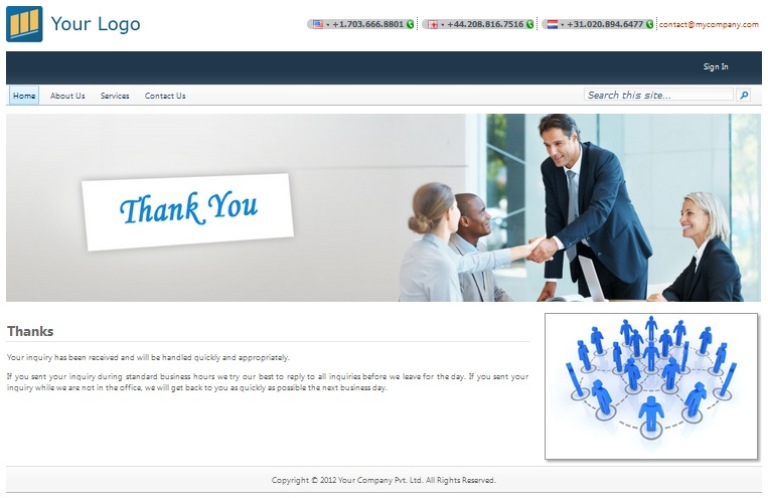 Your Logo
+1.703.666.8801 +44.208.816.7516 +31.020.894.6477 contact@mycompany.com
Sign In
Home About Us Services Contact Us Search this site...
Thank You
Thanks
Your inquiry has been received and will be handled quickly and appropriately.
If you sent your inquiry during standard business hours we try our best to reply to all inquiries before we leave for the day. If you sent your
inquiry while we are not in the office, we will get back to you as quickly as possible the next business day.
Copyright © 2012 Your Company Pvt. Ltd. All Rights Reserved.